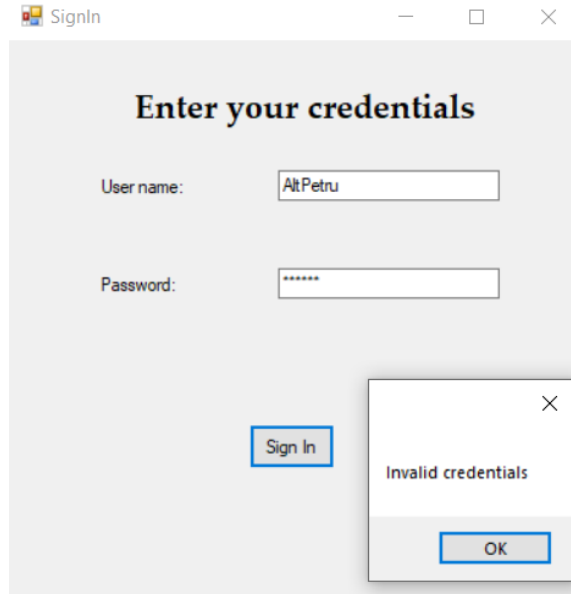 SignIn
Enter your credentials
User name: AltPetru
Password: ******
Sign In
Invalid credentials
OK